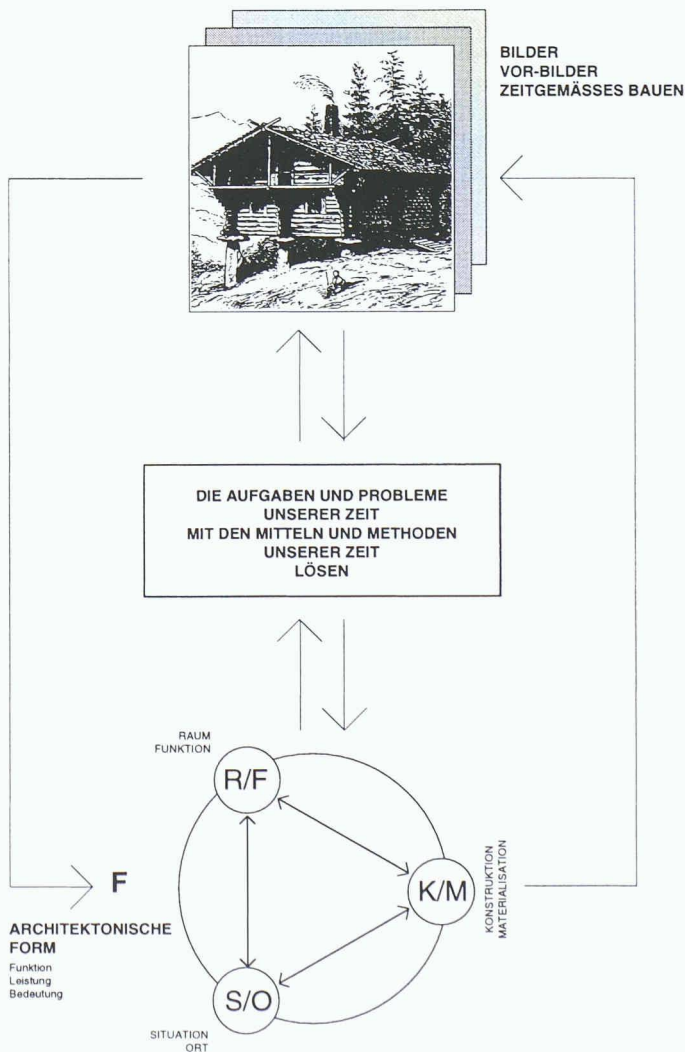 BILDER
VOR-BILDER
ZEITGEMÄSSES BAUEN
DIE AUFGABEN UND PROBLEME
UNSERER ZEIT
MIT DEN MITTELN UND METHODEN
UNSERER ZEIT
LÖSEN
RAUM
FUNKTION
R/F
F
K/M
KONSTRUKTION
MATERIALISATION
ARCHITEKTONISCHE
FORM
Funktion
Leistung
Bedeutung
S/O
SITUATION
ORT